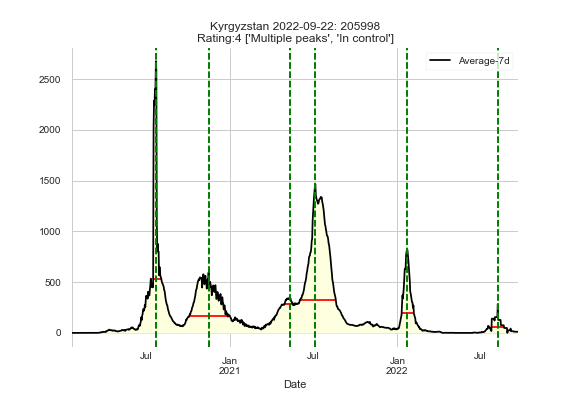 Kyrgyzstan 2022-09-22: 205998
Rating:4 ['Multiple peaks', 'In control']
Average-7d
2500
2000
1500
1000
500
0
Jul
Jan
2021
Jul
Jan
2022
Jul
Date